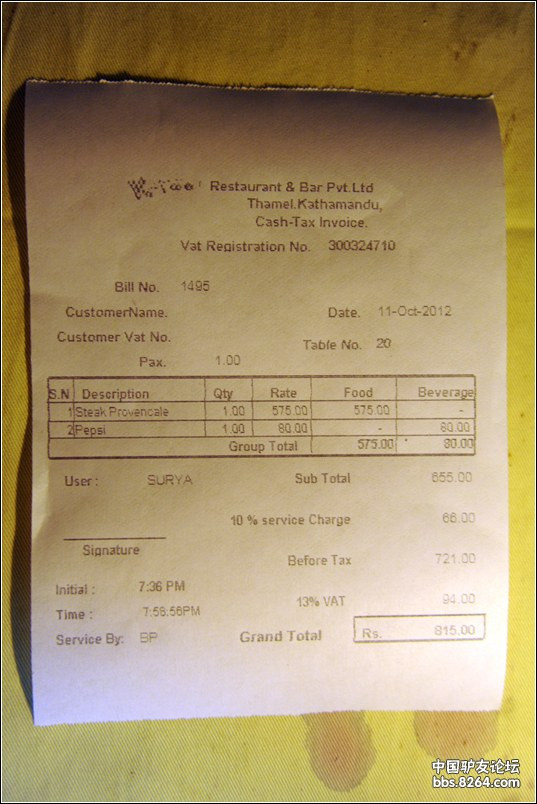 Restaurant & Bar Pvt.Ltd
Thamel.Kathamandu,
Cash-Tax Invoice.
Vat Registration No. 300324710
Bill No. 1495
CustomerName. Date. 11-Oct-2012
Customer Vat No. Table No. 20
Pax. 1.00
S.N Description Qty Rate Food Beverage
1 Steak Provencale 1.00 575.00 575.00 -
2 Pepsi 1.00 80.00 - 80.00
Group Total 575.00 80.00
User : SURYA Sub Total 655.00
10 % service Charge 66.00
Signature Before Tax 721.00
Initial : 7:36 PM
13% VAT 94.00
Time : 7:58:56PM
Service By: BP Grand Total Rs. 815.00
中国驴友论坛
bbs.8264.com